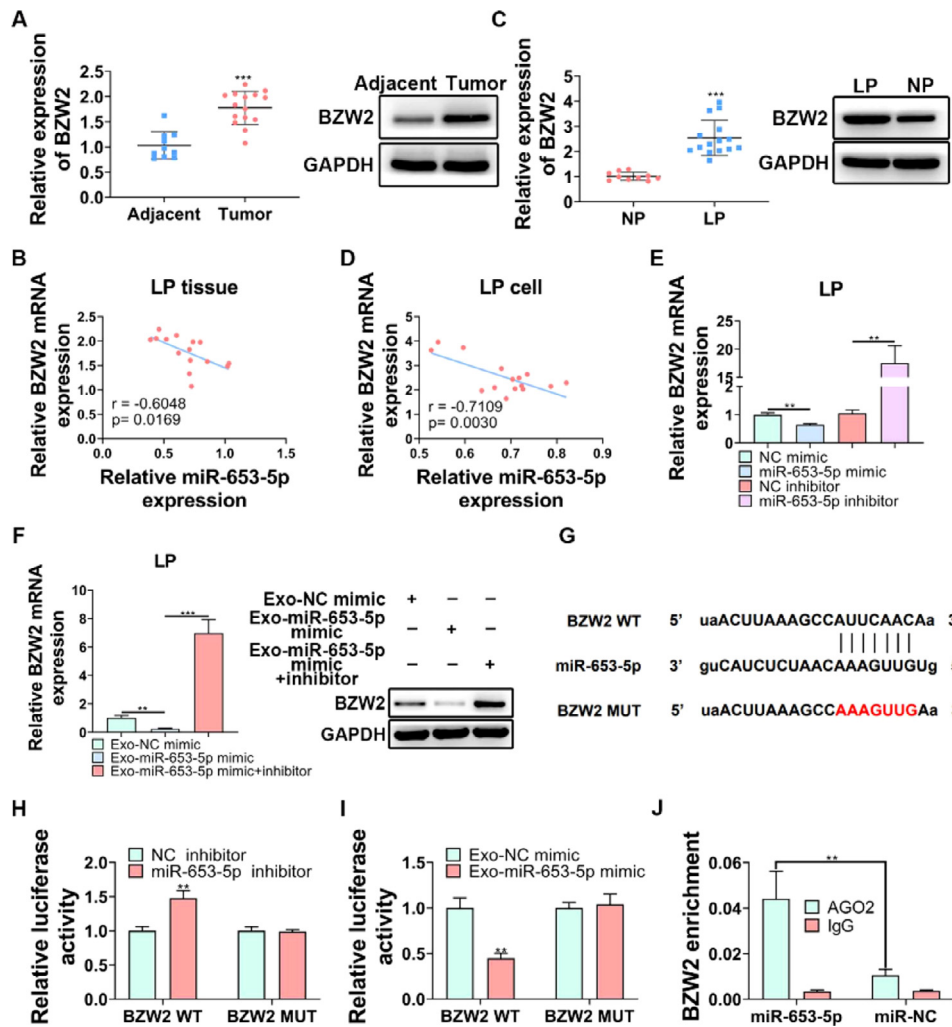 A
Relative expression
of BZW2
2.5
2.0
1.5
1.0
0.5
0.0
***
Adjacent
Tumor
Adjacent Tumor
BZW2
GAPDH
C
Relative expression
of BZW2
5
4
3
2
1
0
***
NP
LP
LP NP
BZW2
GAPDH
B
LP tissue
Relative BZW2 mRNA
expression
2.5
2.0
1.5
1.0
0.5
0.0
r = -0.6048
p= 0.0169
0.0 0.5 1.0 1.5
Relative miR-653-5p
expression
D
LP cell
Relative BZW2 mRNA
expression
5
4
3
2
1
0
r = -0.7109
p= 0.0030
0.5 0.6 0.7 0.8 0.9
Relative miR-653-5p
expression
E
LP
Relative BZW2 mRNA
expression
25
15
5
1
0
**
**
NC mimic
miR-653-5p mimic
NC inhibitor
miR-653-5p inhibitor
F
LP
Relative BZW2 mRNA
expression
10
8
6
4
2
0
**
***
Exo-NC mimic
Exo-miR-653-5p mimic
Exo-miR-653-5p mimic+inhibitor
Exo-NC mimic + − −
Exo-miR-653-5p
mimic − + −
Exo-miR-653-5p
mimic
+inhibitor − − +
BZW2
GAPDH
G
BZW2 WT 5' uaACUUAAAGCCAUUCAACAa 3
miR-653-5p 3' guCAUCUCUAACAAAGUUGUg
BZW2 MUT 5' uaACUUAAAGCCAAAGUUGAa
H
Relative luciferase
activity
2.0
1.5
1.0
0.5
0.0
NC inhibitor
miR-653-5p inhibitor
**
BZW2 WT BZW2 MUT
I
Relative luciferase
activity
2.0
1.5
1.0
0.5
0.0
Exo-NC mimic
Exo-miR-653-5p mimic
**
BZW2 WT BZW2 MUT
J
BZW2 enrichment
0.06
0.04
0.02
0.00
**
AGO2
IgG
miR-653-5p miR-NC